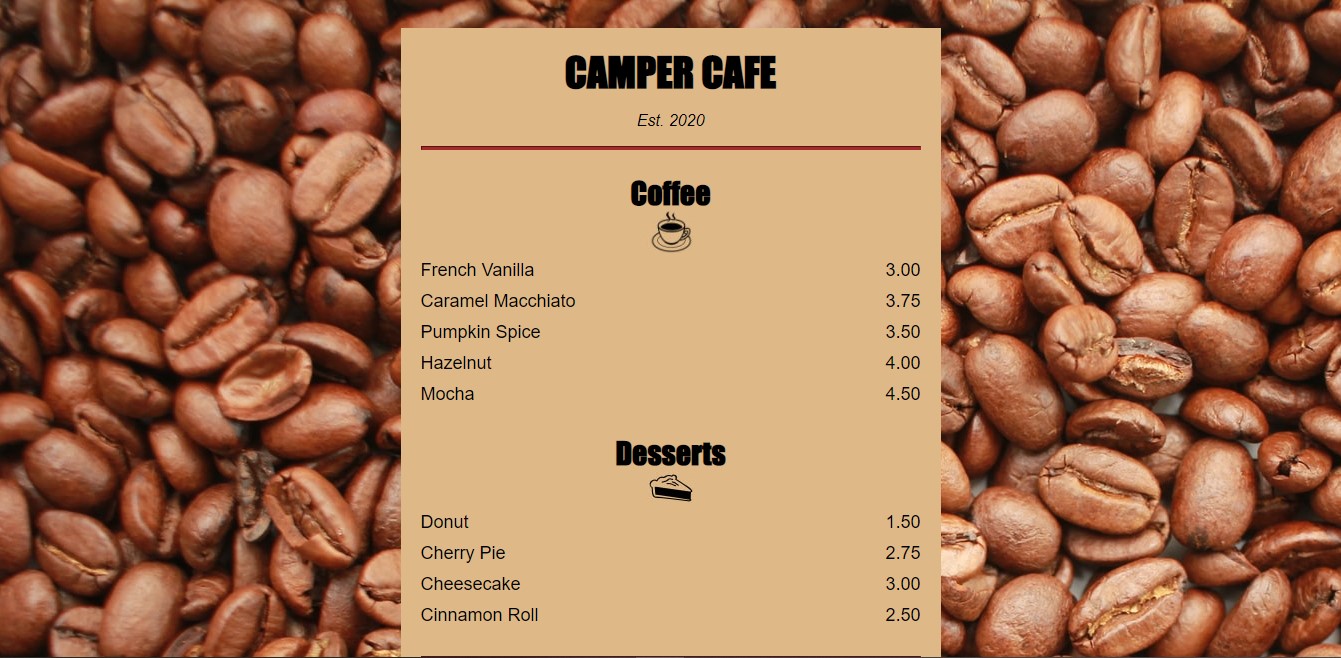 CAMPER CAFE
Est. 2020
Coffee
French Vanilla 3.00
Caramel Macchiato 3.75
Pumpkin Spice 3.50
Hazelnut 4.00
Mocha 4.50
Desserts
Donut 1.50
Cherry Pie 2.75
Cheesecake 3.00
Cinnamon Roll 2.50